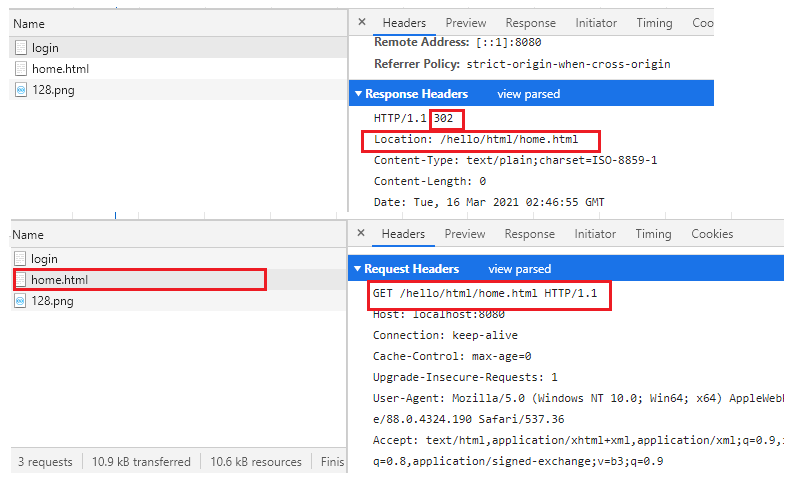 Name
× Headers Preview Response Initiator Timing Coo
login
Remote Address: [::1]:8080
home.html
Referrer Policy: strict-origin-when-cross-origin
128.png
Response Headers view parsed
HTTP/1.1 302
Location: /hello/html/home.html
Content-Type: text/plain;charset=ISO-8859-1
Content-Length: 0
Date: Tue, 16 Mar 2021 02:46:55 GMT
Name
× Headers Preview Response Initiator Timing Cookies
login
Request Headers view parsed
home.html
GET /hello/html/home.html HTTP/1.1
128.png
Host: localhost:8080
Connection: keep-alive
Cache-Control: max-age=0
Upgrade-Insecure-Requests: 1
User-Agent: Mozilla/5.0 (Windows NT 10.0; Win64; x64) AppleWebK
e/88.0.4324.190 Safari/537.36
Accept: text/html,application/xhtml+xml,application/xml;q=0.9,i
q=0.8,application/signed-exchange;v=b3;q=0.9
3 requests 10.9 kB transferred 10.6 kB resources Finis